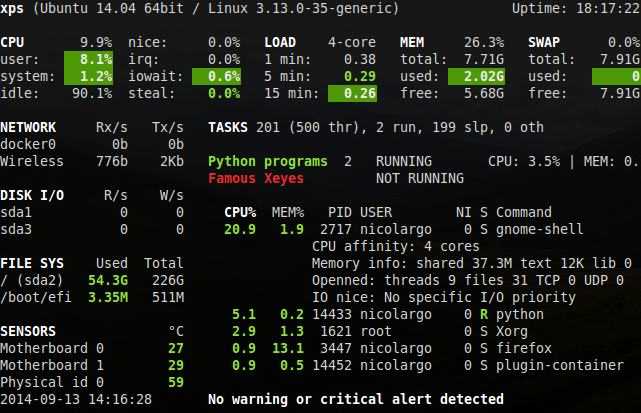 xps (Ubuntu 14.04 64bit / Linux 3.13.0-35-generic) Uptime: 18:17:22
CPU 9.9% nice: 0.0% LOAD 4-core MEM 26.3% SWAP 0.0%
user: 8.1% irq: 0.0% 1 min: 0.38 total: 7.71G total: 7.91G
system: 1.2% iowait: 0.6% 5 min: 0.29 used: 2.02G used: 0
idle: 90.1% steal: 0.0% 15 min: 0.26 free: 5.68G free: 7.91G
NETWORK Rx/s Tx/s TASKS 201 (500 thr), 2 run, 199 slp, 0 oth
docker0 0b 0b
Wireless 776b 2Kb Python programs 2 RUNNING CPU: 3.5% | MEM: 0.
Famous Xeyes NOT RUNNING
DISK I/O R/s W/s
sda1 0 0 CPU% MEM% PID USER NI S Command
sda3 0 0 20.9 1.9 2717 nicolargo 0 S gnome-shell
CPU affinity: 4 cores
FILE SYS Used Total Memory info: shared 37.3M text 12K lib 0
/ (sda2) 54.3G 226G Openned: threads 9 files 31 TCP 0 UDP 0
/boot/efi 3.35M 511M IO nice: No specific I/O priority
5.1 0.2 14433 nicolargo 0 R python
SENSORS °C 2.9 1.3 1621 root 0 S Xorg
Motherboard 0 27 0.9 13.1 3447 nicolargo 0 S firefox
Motherboard 1 29 0.9 0.5 14452 nicolargo 0 S plugin-container
Physical id 0 59
2014-09-13 14:16:28 No warning or critical alert detected